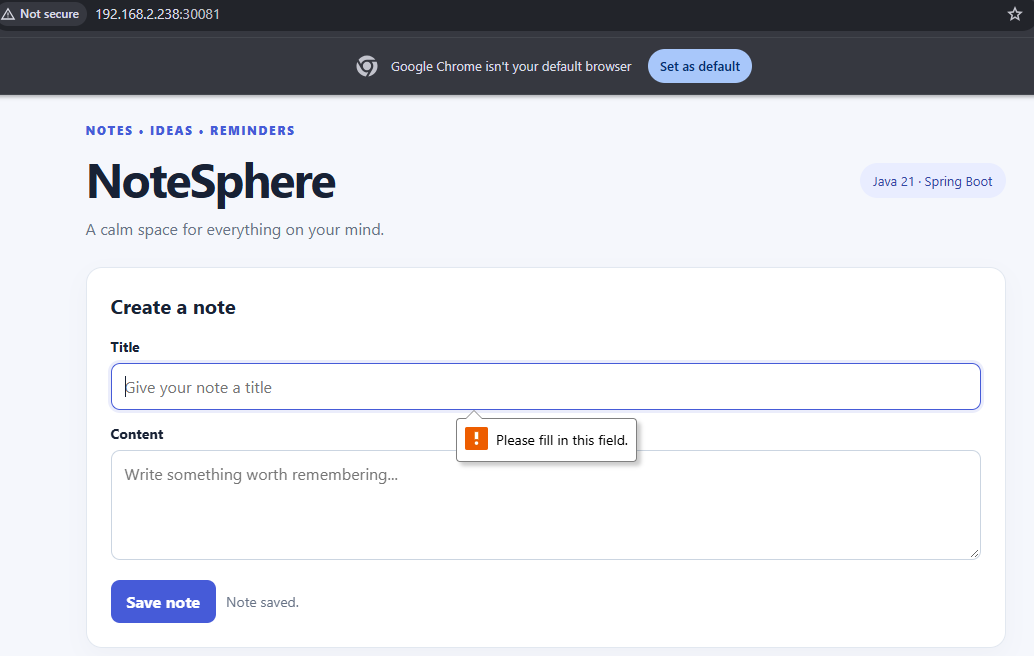 Not secure 192.168.2.238:30081
Google Chrome isn't your default browser Set as default
NOTES • IDEAS • REMINDERS
NoteSphere
Java 21 · Spring Boot
A calm space for everything on your mind.
Create a note
Title
Give your note a title
Please fill in this field.
Content
Write something worth remembering...
Save note Note saved.